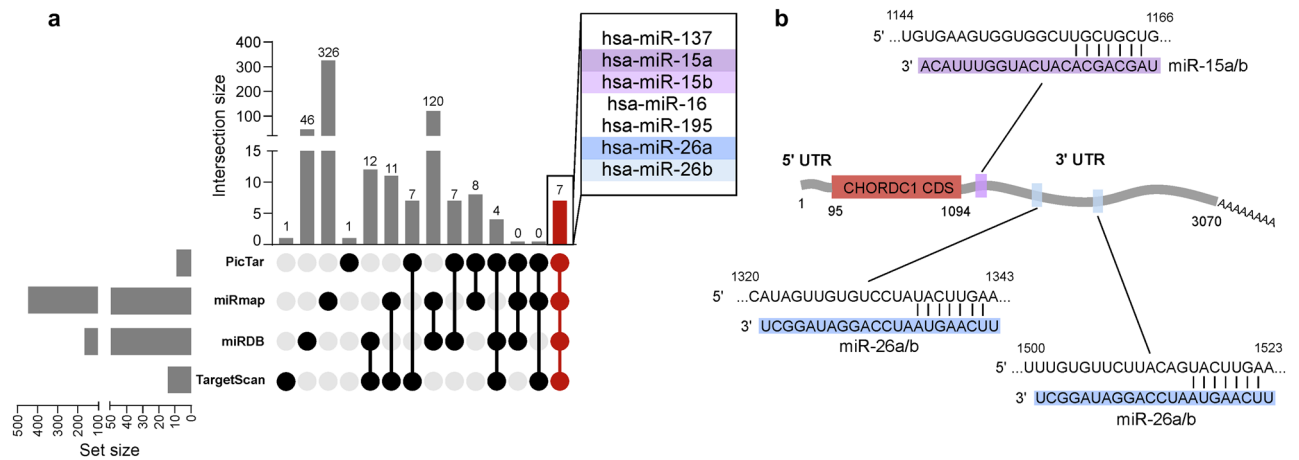 a
Intersection size
400
300
200
100
15
10
5
0
1
46
326
1
12
11
7
120
7
8
4
0
0
7
hsa-miR-137
hsa-miR-15a
hsa-miR-15b
hsa-miR-16
hsa-miR-195
hsa-miR-26a
hsa-miR-26b
PicTar
miRmap
miRDB
TargetScan
500
400
300
200
100
50
40
30
20
10
0
Set size
b
1144
1166
5' ...UGUGAAGUGGUGGCUUGCUGCUG...
3' ACAUUUGGUACUACACGACGAU miR-15a/b
5' UTR
3' UTR
CHORDC1 CDS
1
95
1094
3070
AAAAAAAA
1320
1343
5' ...CAUAGUUGUGUCCUAUACUUGAA...
3' UCGGAUAGGACCUAAUGAACUU
miR-26a/b
1500
1523
5' ...UUUGUGUUCUUACAGUACUUGAA...
3' UCGGAUAGGACCUAAUGAACUU
miR-26a/b